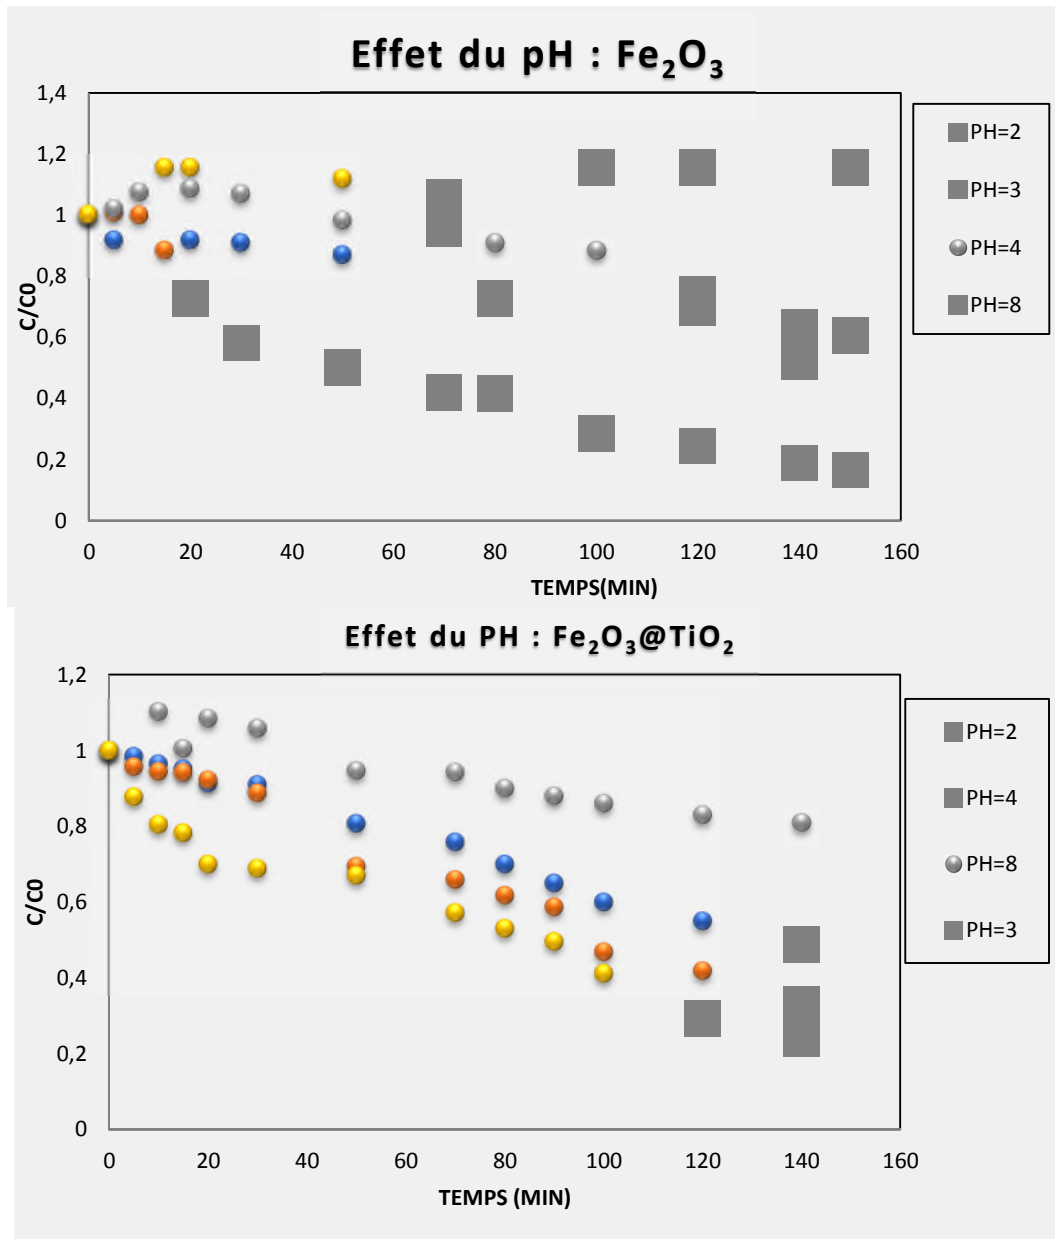 Effet du pH : Fe₂O₃
1,4
1,2
1
0,8
0,6
0,4
0,2
0
C/C0
0 20 40 60 80 100 120 140 160
TEMPS(MIN)
PH=2
PH=3
PH=4
PH=8
Effet du PH : Fe₂O₃@TiO₂
1,2
1
0,8
0,6
0,4
0,2
0
C/C0
0 20 40 60 80 100 120 140 160
TEMPS (MIN)
PH=2
PH=4
PH=8
PH=3